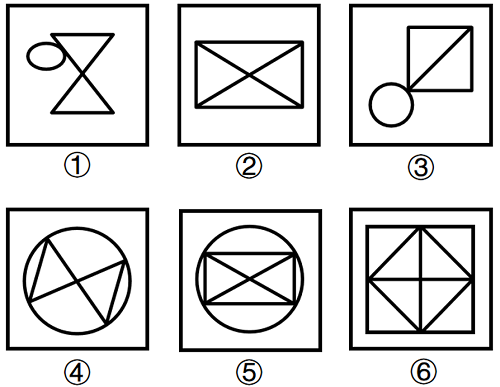 ① ② ③
④ ⑤ ⑥